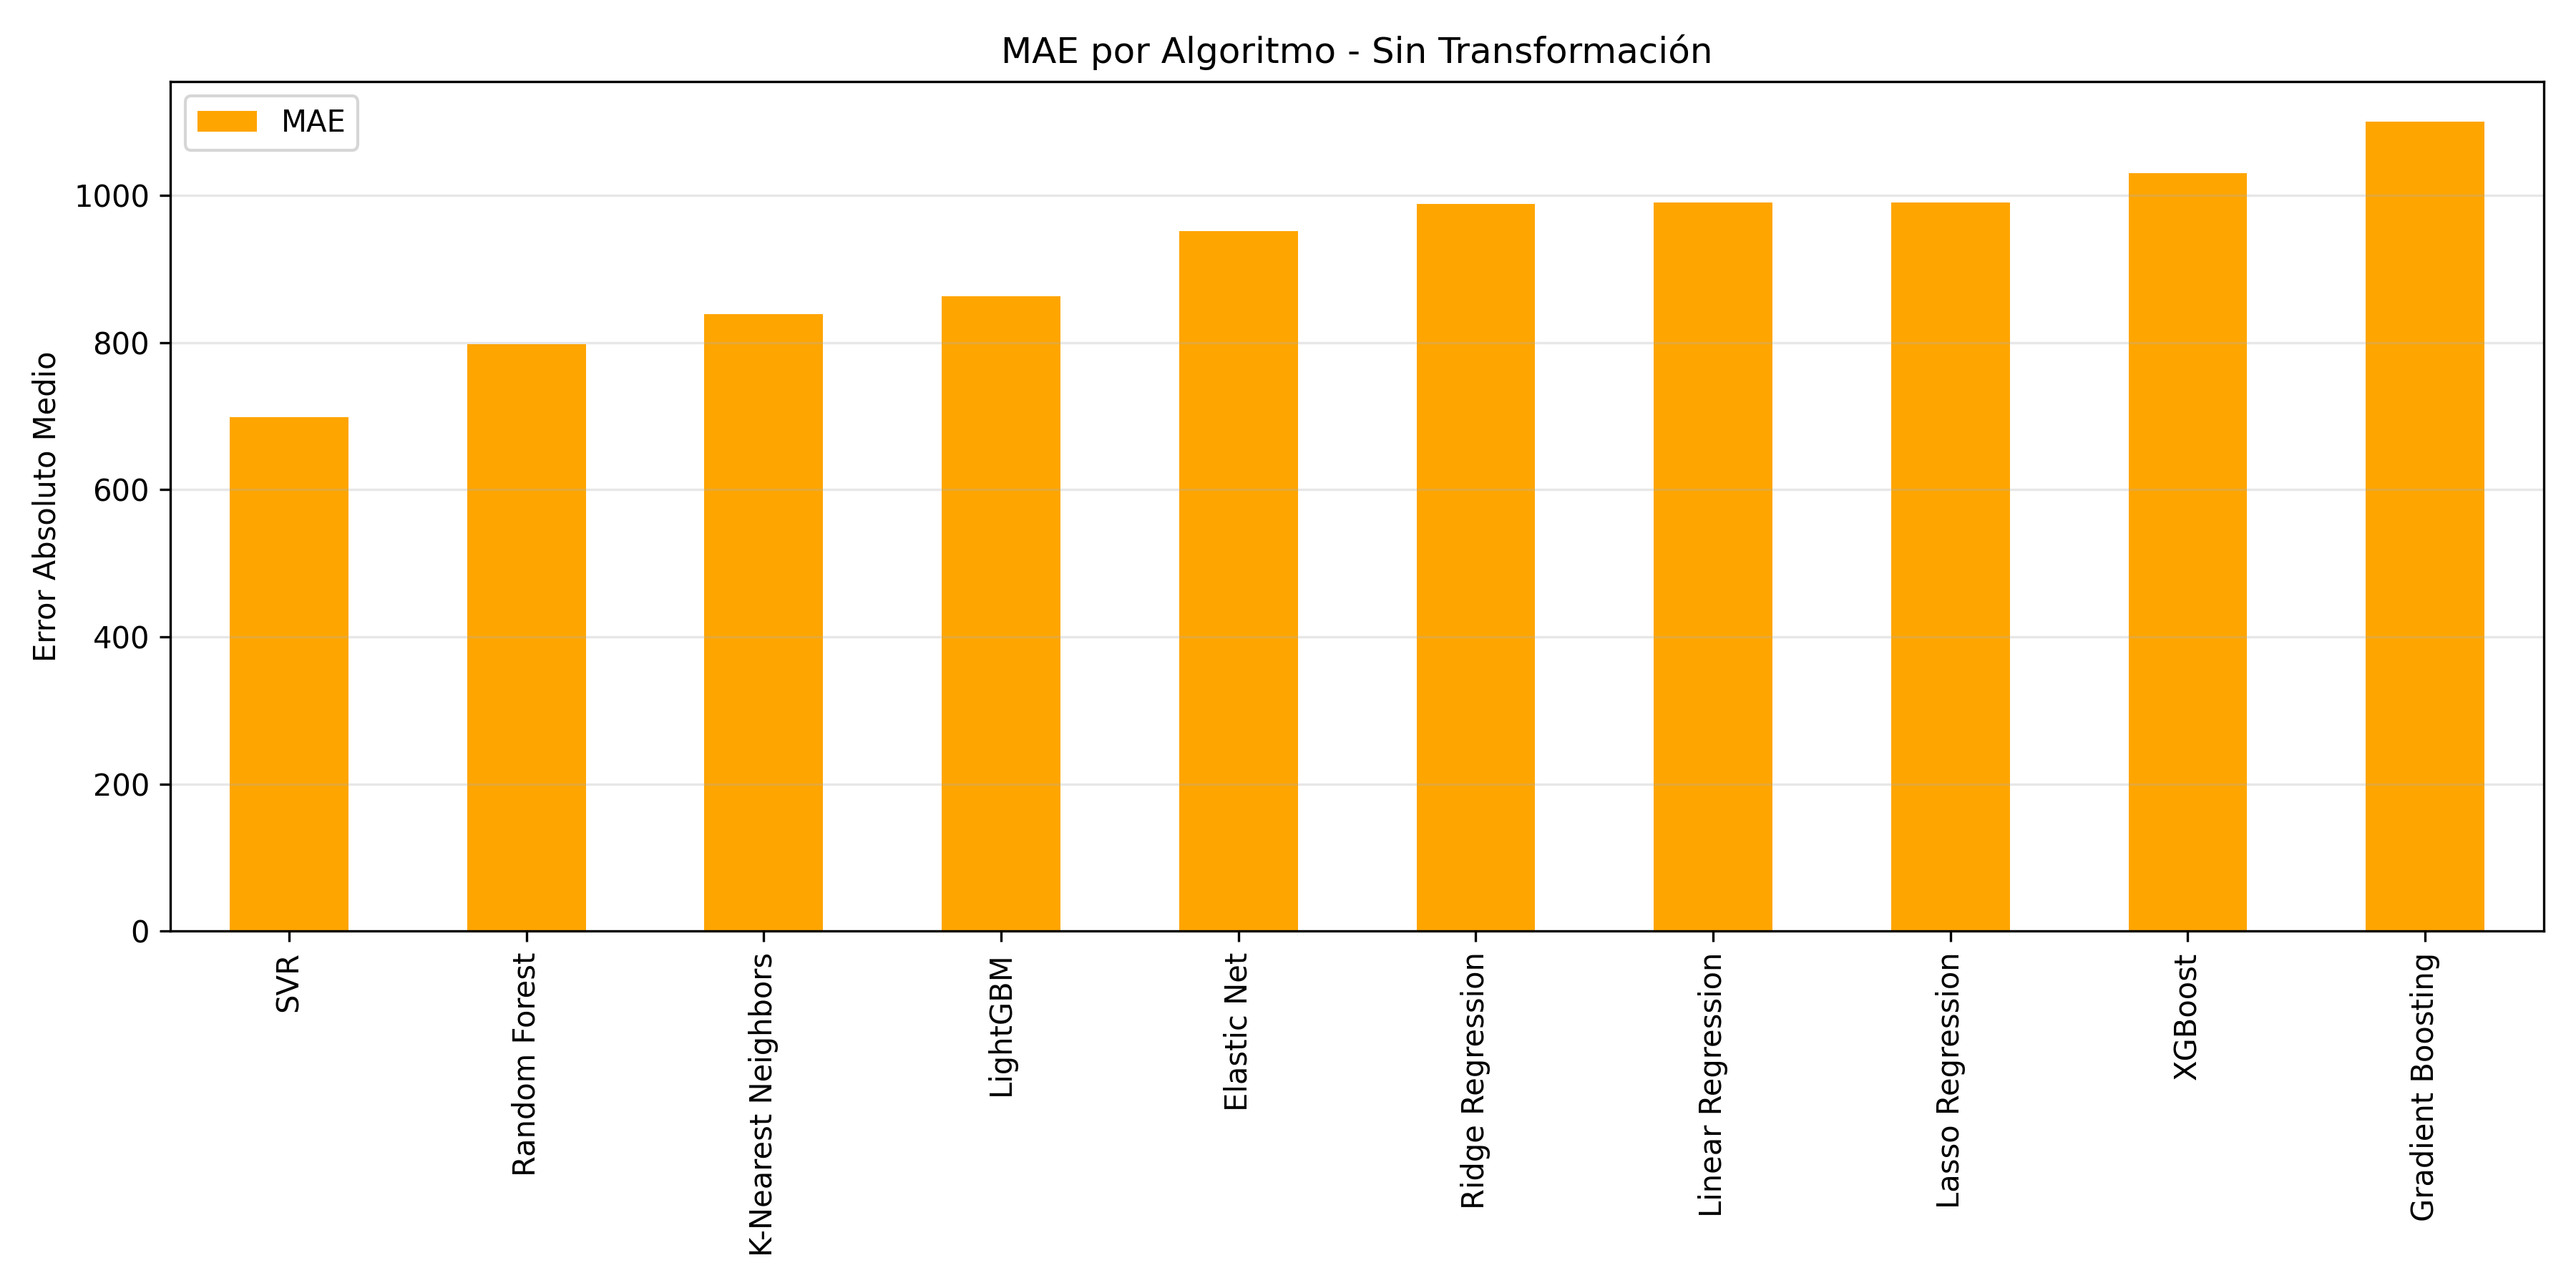 MAE por Algoritmo - Sin Transformación
MAE
Error Absoluto Medio
1000
800
600
400
200
0
SVR
Random Forest
K-Nearest Neighbors
LightGBM
Elastic Net
Ridge Regression
Linear Regression
Lasso Regression
XGBoost
Gradient Boosting